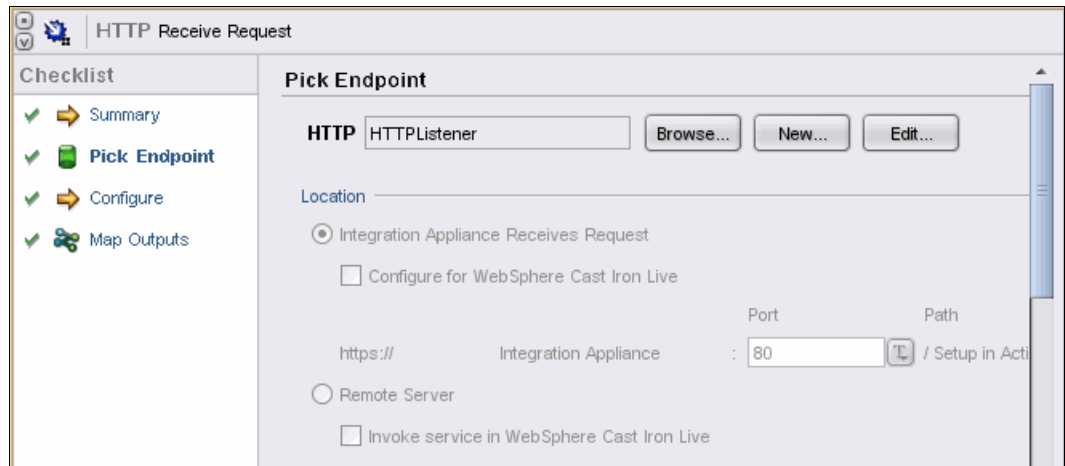 HTTP Receive Request
Checklist
Summary
Pick Endpoint
Configure
Map Outputs
Pick Endpoint
HTTP HTTPListener Browse... New... Edit...
Location
Integration Appliance Receives Request
Configure for WebSphere Cast Iron Live
Port Path
https:// Integration Appliance : 80 / Setup in Acti
Remote Server
Invoke service in WebSphere Cast Iron Live